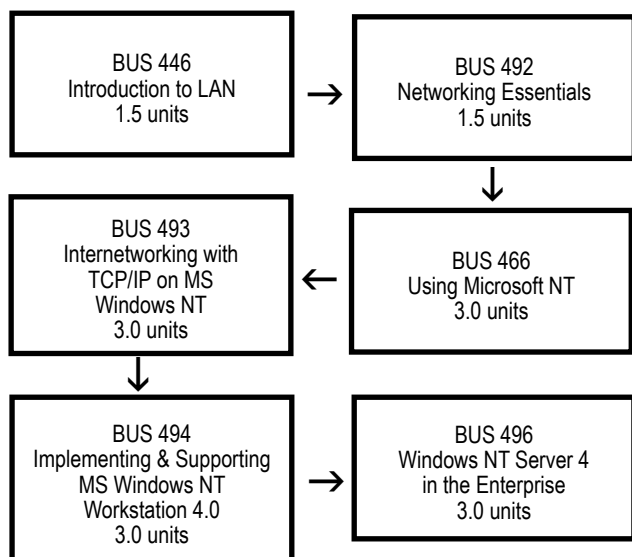 BUS 446
Introduction to LAN
1.5 units
BUS 492
Networking Essentials
1.5 units
BUS 466
Using Microsoft NT
3.0 units
BUS 493
Internetworking with
TCP/IP on MS
Windows NT
3.0 units
BUS 494
Implementing & Supporting
MS Windows NT
Workstation 4.0
3.0 units
BUS 496
Windows NT Server 4
in the Enterprise
3.0 units